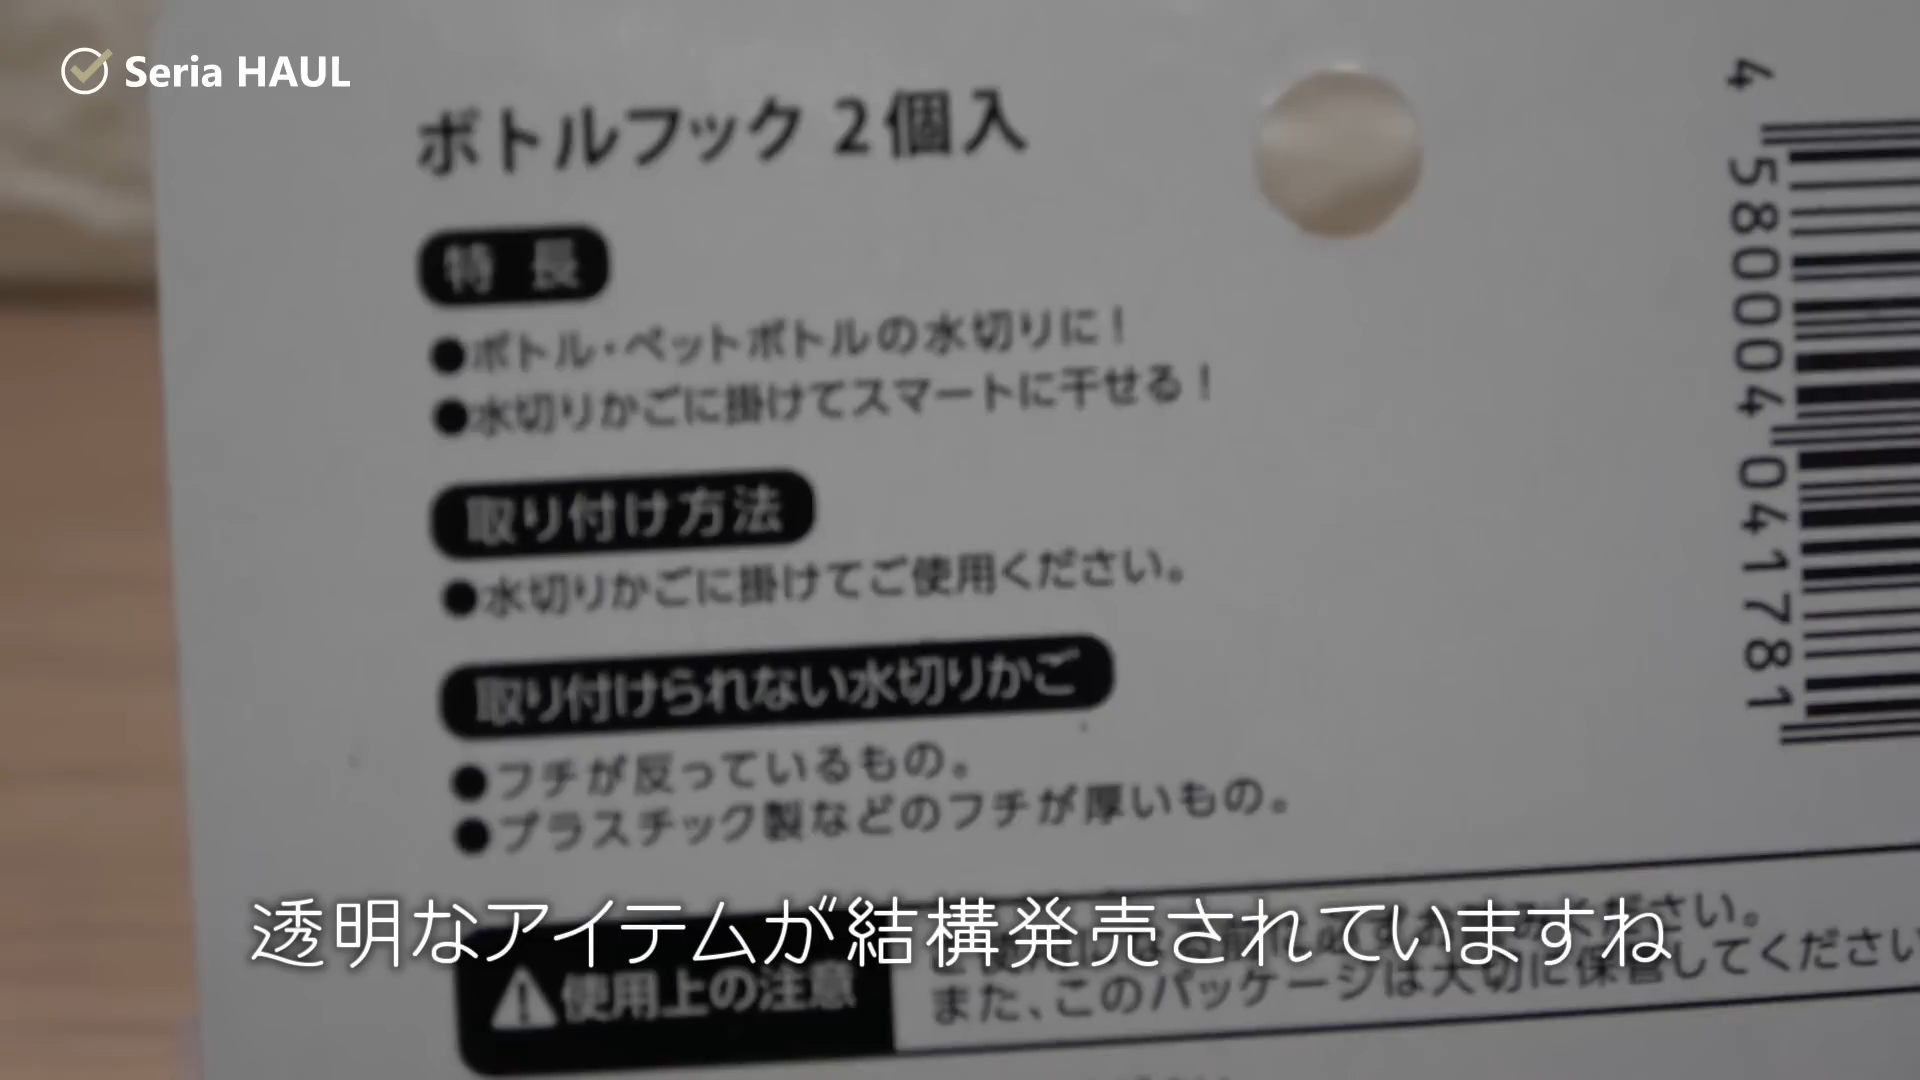 Seria HAUL
ボトルフック 2個入
特長
●ボトル・ペットボトルの水切りに！
●水切りかごに掛けてスマートに干せる！
取り付け方法
●水切りかごに掛けてご使用ください。
取り付けられない水切りかご
●フチが反っているもの。
●プラスチック製などのフチが厚いもの。
透明なアイテムが結構発売されていますね
⚠使用上の注意
また、このパッケージは大切に保管してください
4 580004 041781